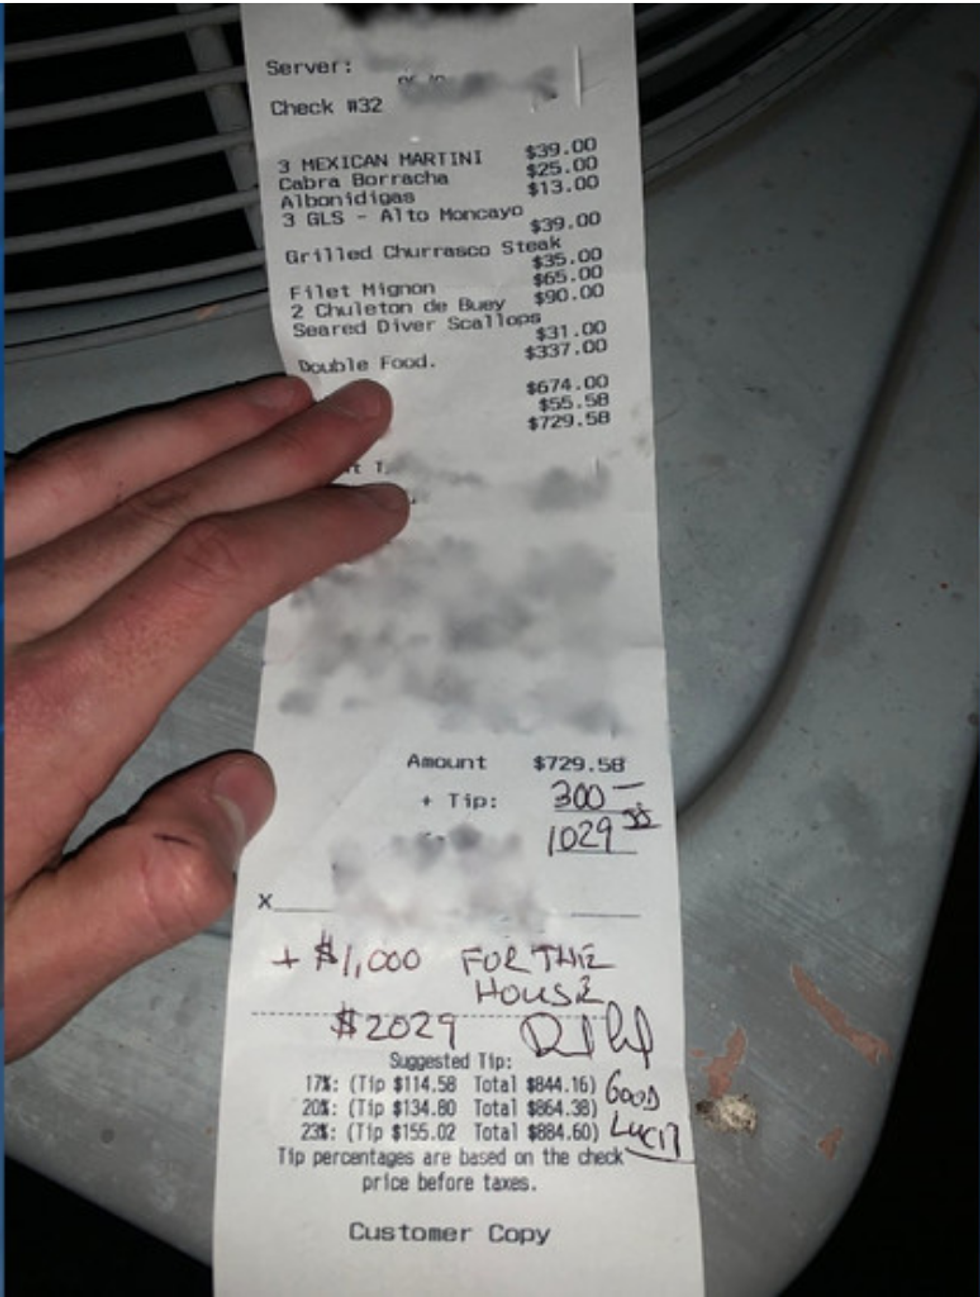 Server:
Check #32
3 MEXICAN MARTINI $39.00
Cabra Borracha $25.00
Albonidigas $13.00
3 GLS - Alto Moncayo
$39.00
Grilled Churrasco Steak
$35.00
Filet Mignon $65.00
2 Chuleton de Buey $90.00
Seared Diver Scallops
$31.00
Double Food. $337.00
$674.00
$55.58
$729.58
Amount $729.58
+ Tip: 300 —
1029
X
+ $1,000 FOR THE
HOUSE
$2029
Suggested Tip:
17%: (Tip $114.58 Total $844.16) GOOD
20%: (Tip $134.80 Total $864.38)
23%: (Tip $155.02 Total $884.60) LUCK
Tip percentages are based on the check
price before taxes.
Customer Copy